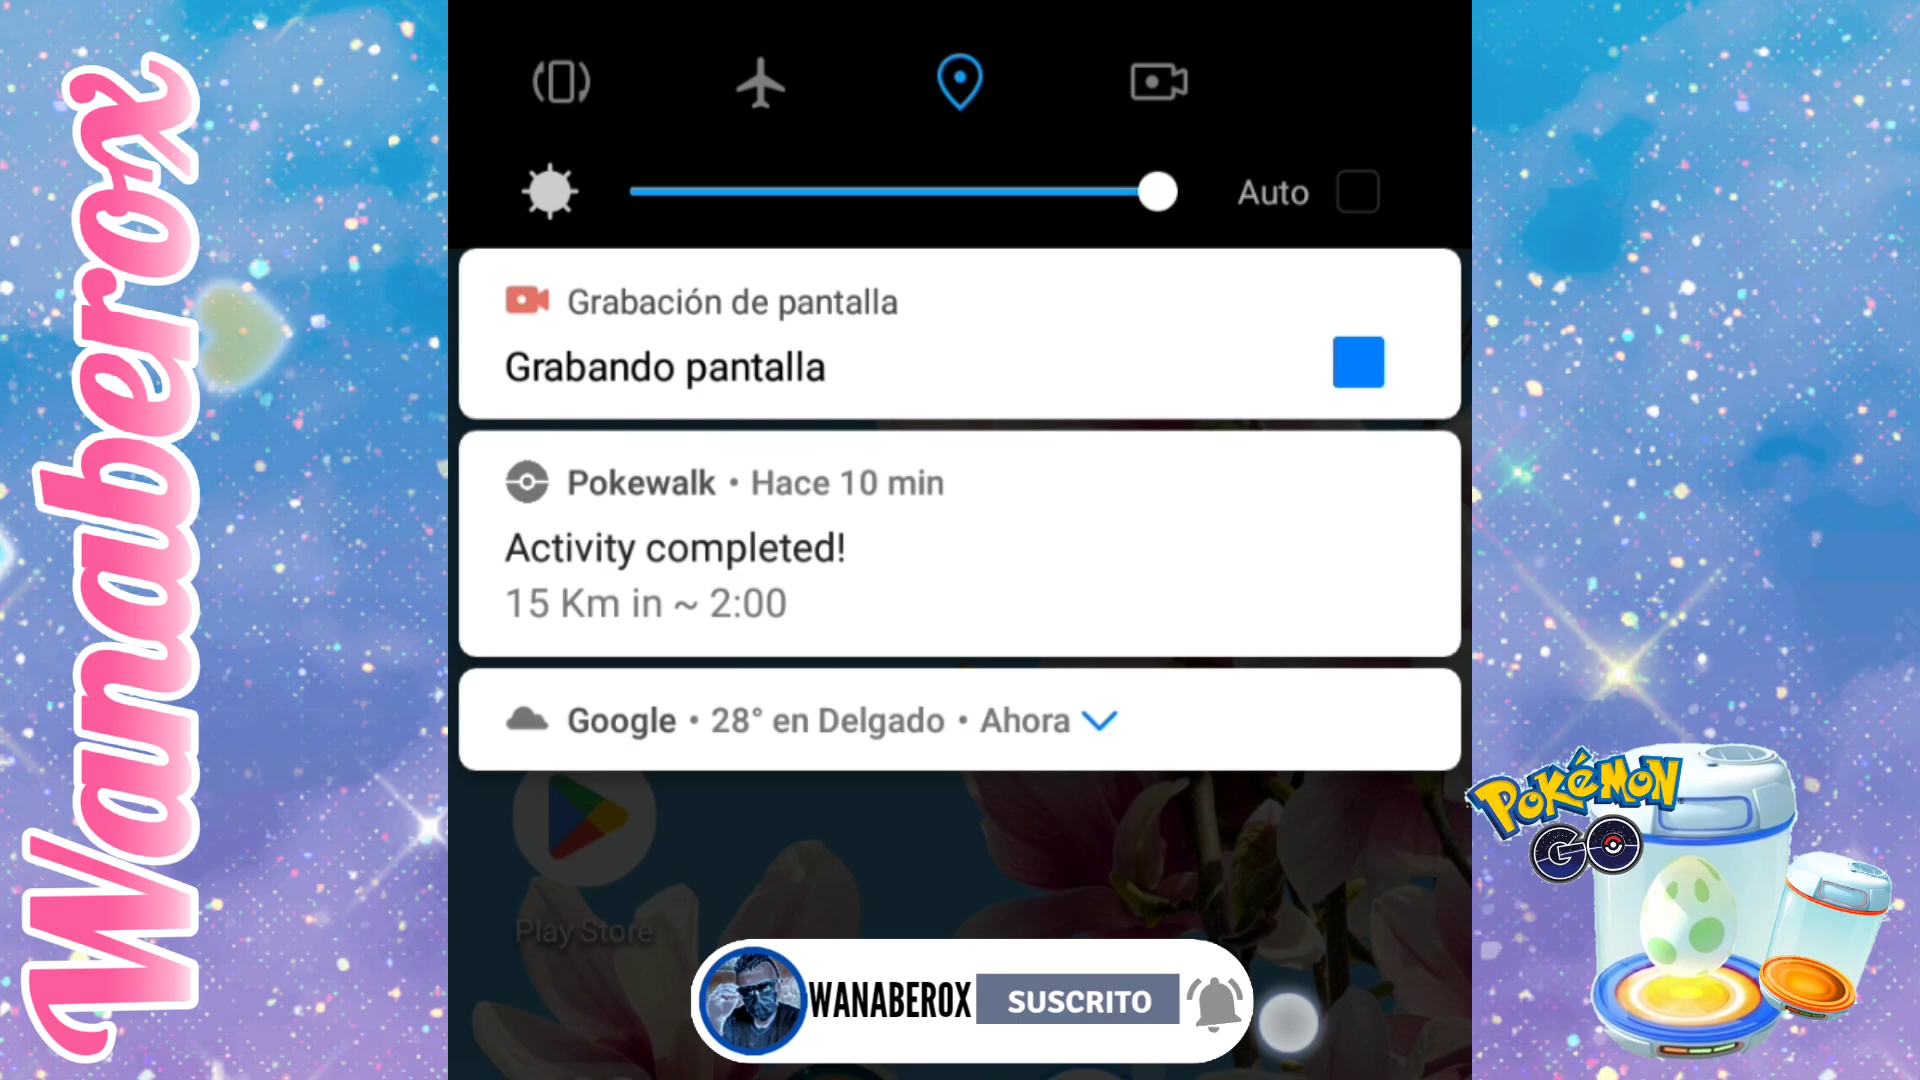 Wanaberox
Auto
Grabación de pantalla
Grabando pantalla
Pokewalk • Hace 10 min
Activity completed!
15 Km in ~ 2:00
Google • 28° en Delgado • Ahora
Play Store
WANABEROX SUSCRITO
POKéMON
GO